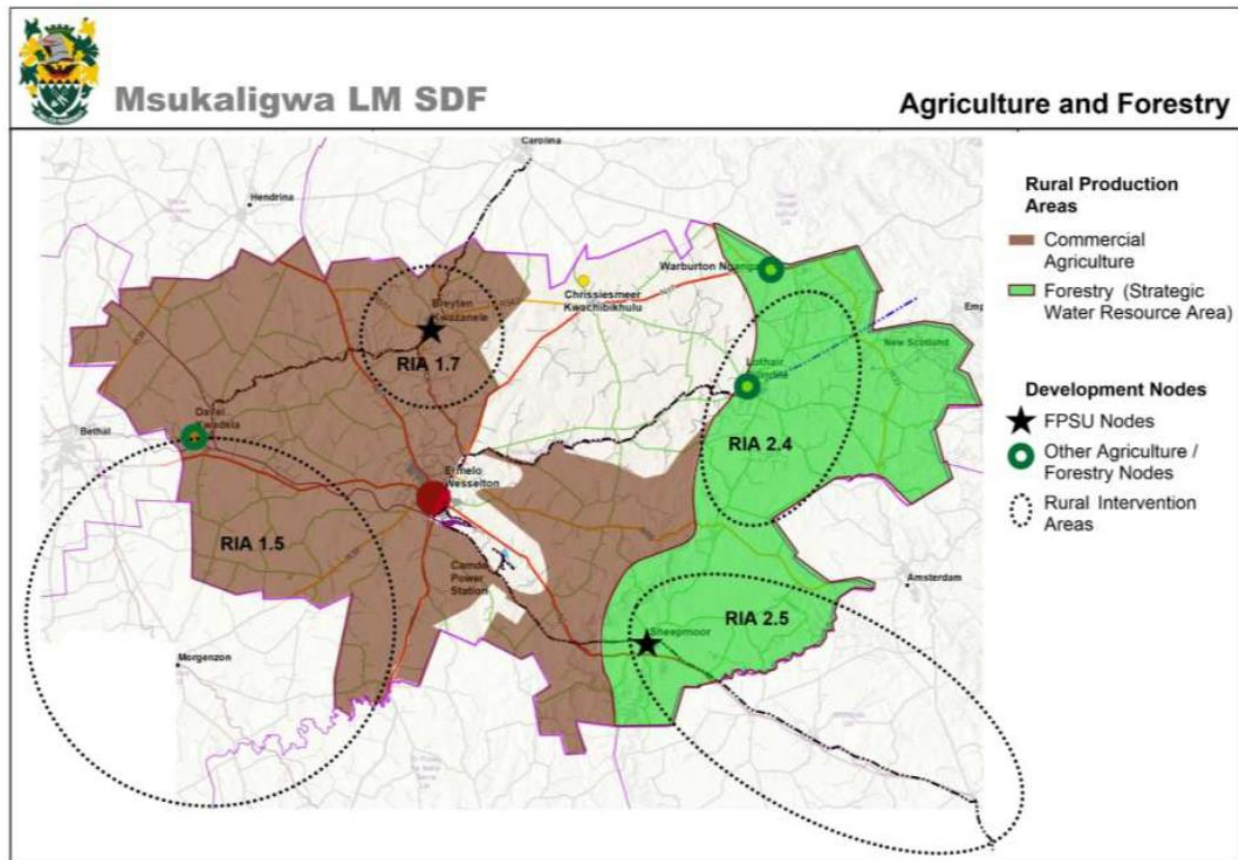 Msukaligwa LM SDF
Agriculture and Forestry
Carolina
Hendrina
Warburton
Breyten
Kwazanele
Chrissiesmeer
Kwachibikhulu
RIA 1.7
New Scotland
Lothair
Davel
Kwadela
Bethal
RIA 2.4
Ermelo
Wesselton
RIA 1.5
Camden
Power
Station
Amsterdam
RIA 2.5
Sheepmoor
Morgenzon
Rural Production
Areas
Commercial
Agriculture
Forestry (Strategic
Water Resource Area)
Development Nodes
FPSU Nodes
Other Agriculture /
Forestry Nodes
Rural Intervention
Areas